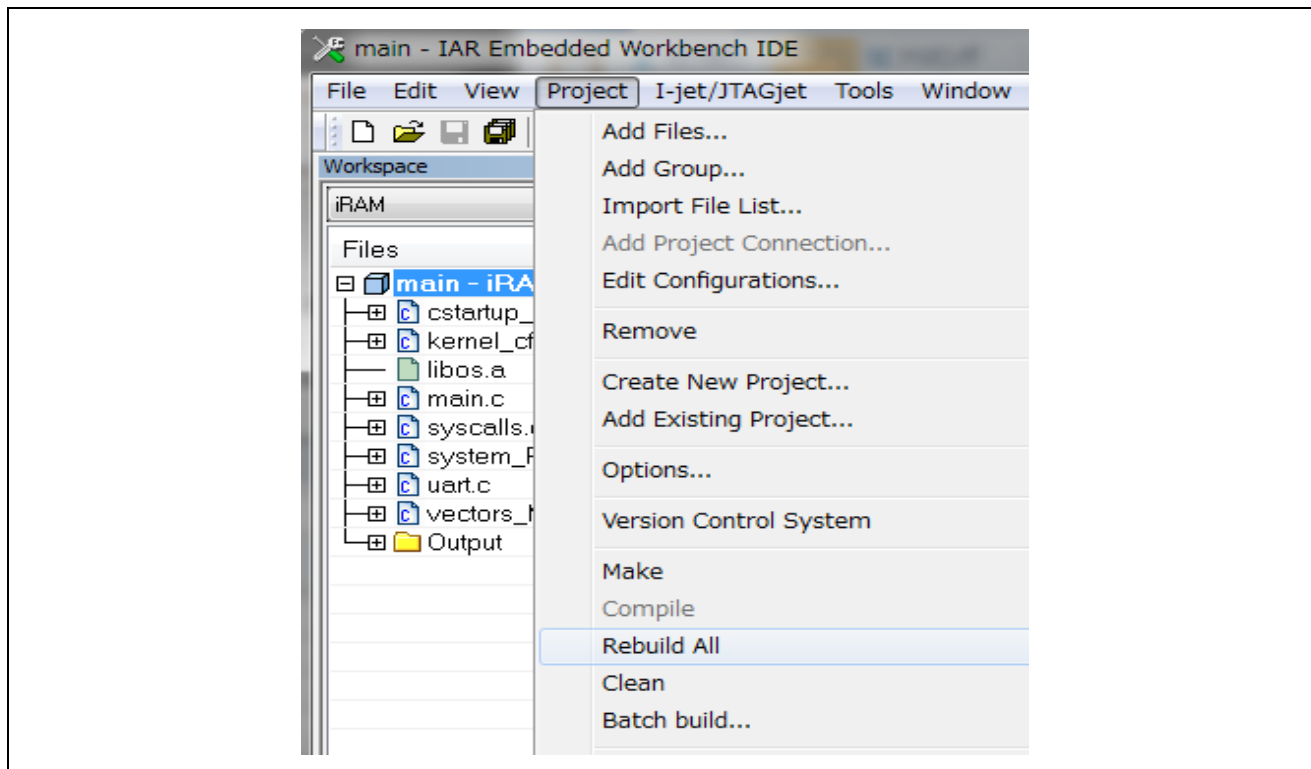 main - IAR Embedded Workbench IDE
File Edit View Project I-jet/JTAGjet Tools Window
Workspace
iRAM
Files
main - iRA
cstartup_
kernel_cf
libos.a
main.c
syscalls.
system_
uart.c
vectors_
Output
Add Files...
Add Group...
Import File List...
Add Project Connection...
Edit Configurations...
Remove
Create New Project...
Add Existing Project...
Options...
Version Control System
Make
Compile
Rebuild All
Clean
Batch build...